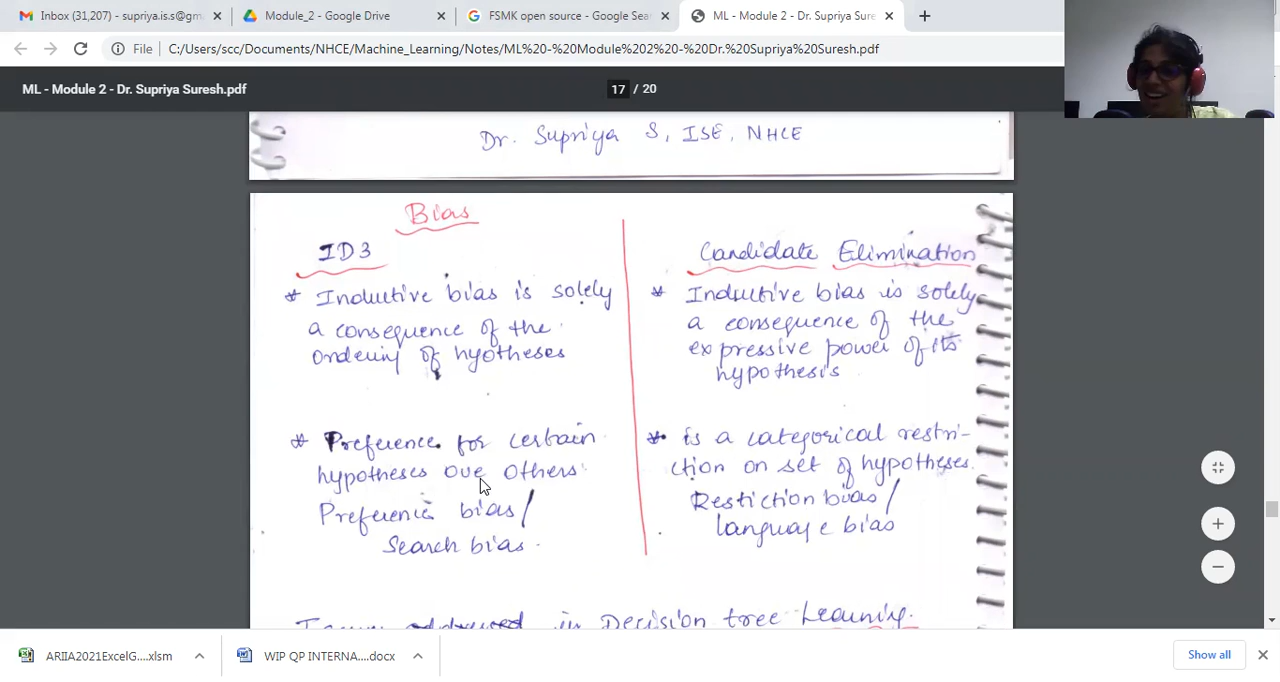 Inbox (31,207) - supriya.is.s@gm
Module_2 - Google Drive
FSMK open source - Google Sea
ML - Module 2 - Dr. Supriya Sures
File
C:/Users/scc/Documents/NHCE/Machine_Learning/Notes/ML%20-%20Module%202%20-%20Dr.%20Supriya%20Suresh.pdf
ML - Module 2 - Dr. Supriya Suresh.pdf
17 / 20
Dr. Supriya S, ISE, NHCE
Bias
ID3
* Inductive bias is solely
a consequence of the
ordering of hyotheses
* Preference for certain
hypotheses ove others
Preference bias/
Search bias
Candidate Elimination
* Inductive bias is solely
a consequence of the
expressive power of its
hypothesis
* is a categorical restri-
ction on set of hypotheses.
Restiction bias/
language bias
in Decision tree Learning.
ARIIA2021ExcelG....xlsm
WIP QP INTERNA....docx
Show all